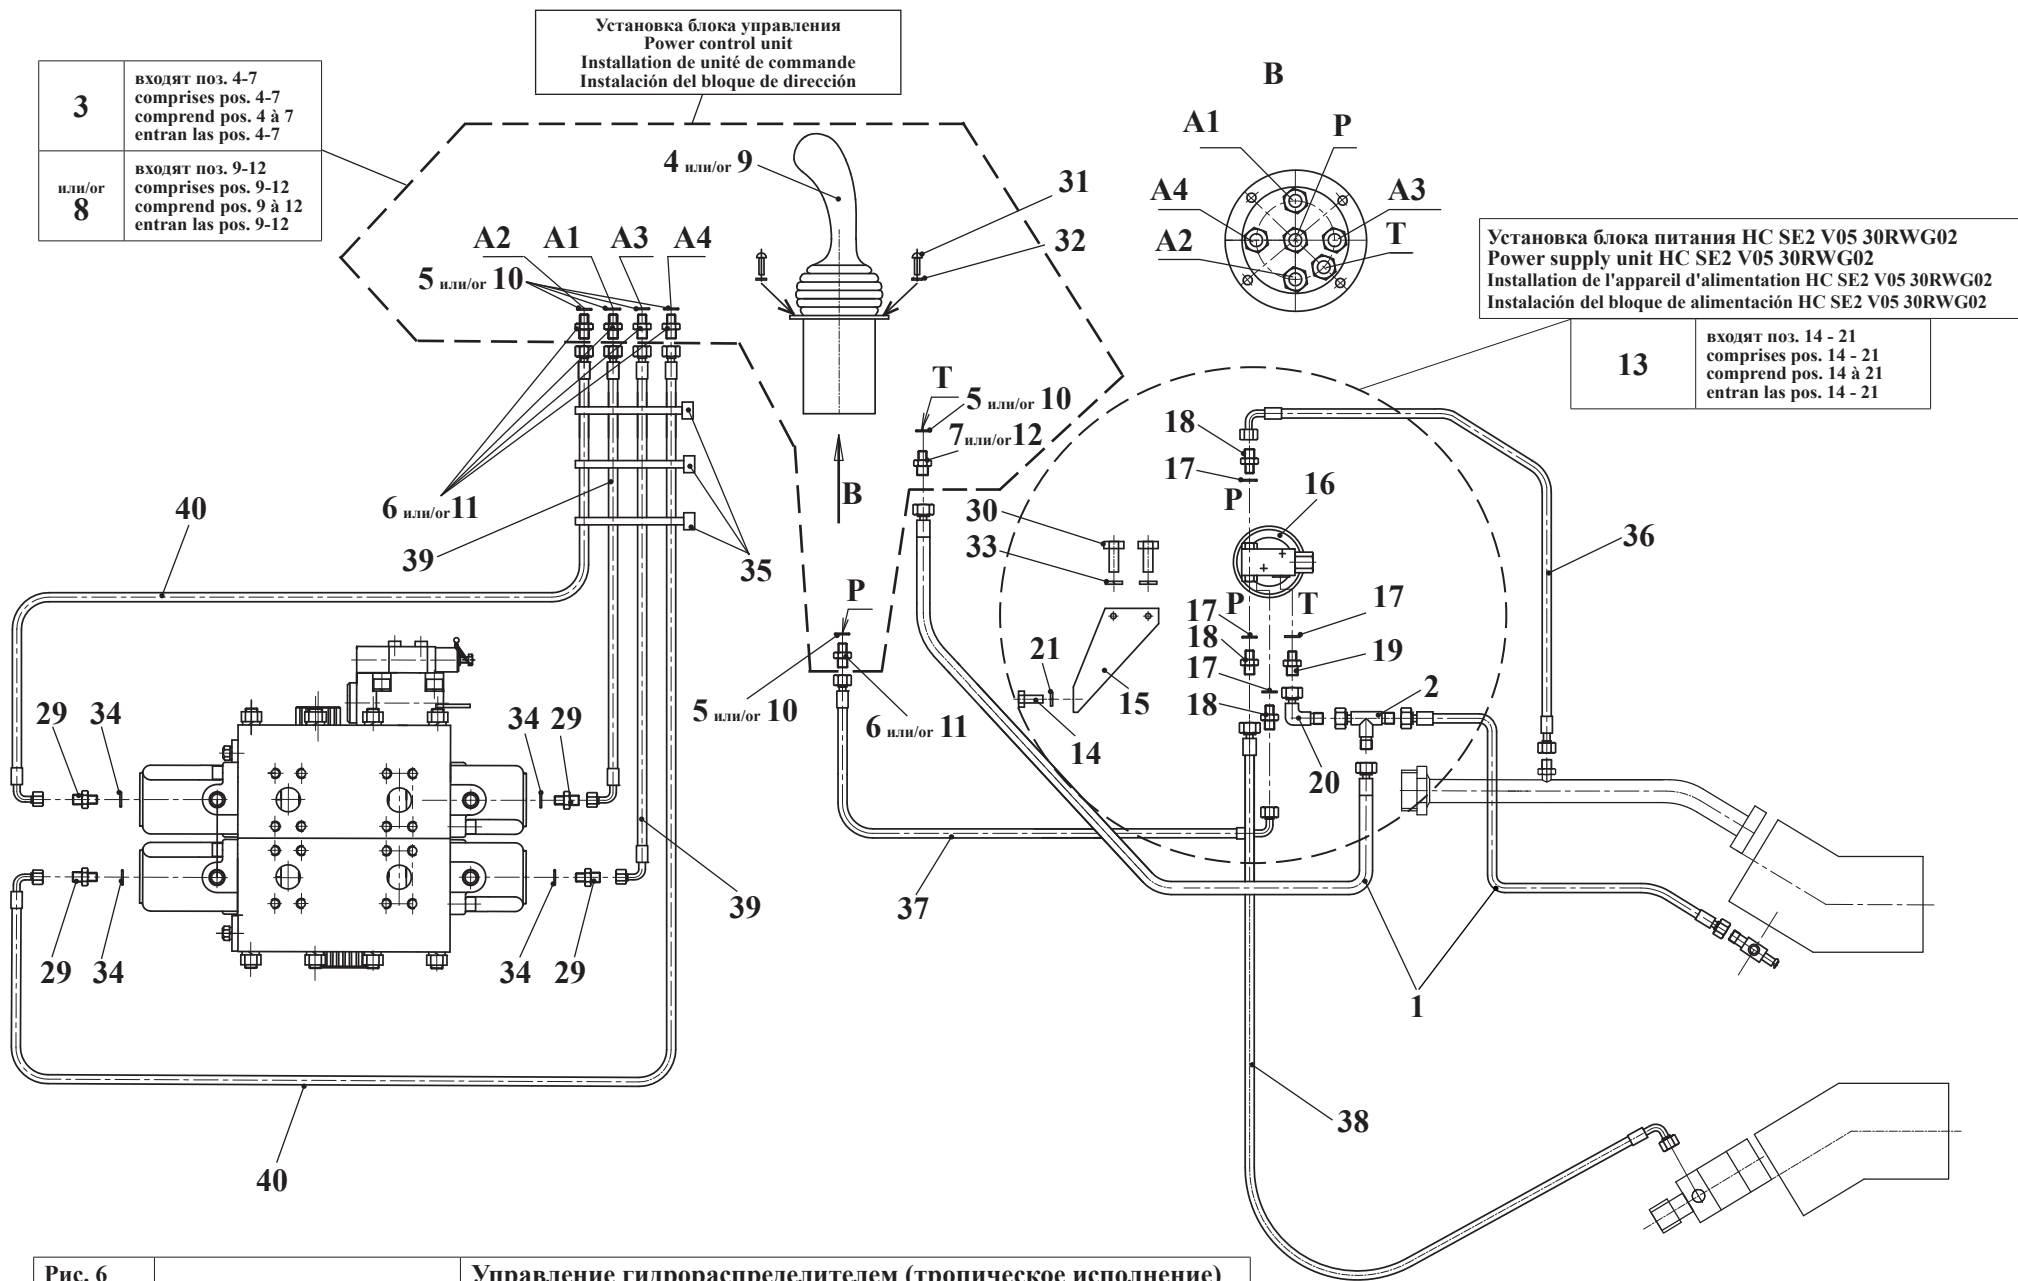 Установка блока управления
Power control unit
Installation de unité de commande
Instalación del bloque de dirección
3
входят поз. 4-7
comprises pos. 4-7
comprend pos. 4 à 7
entran las pos. 4-7
или/or
8
входят поз. 9-12
comprises pos. 9-12
comprend pos. 9 à 12
entran las pos. 9-12
4 или/or 9
31
32
A2 A1 A3 A4
5 или/or 10
B
A1 P
A4 A3
A2 T
Установка блока питания HC SE2 V05 30RWG02
Power supply unit HC SE2 V05 30RWG02
Installation de l'appareil d'alimentation HC SE2 V05 30RWG02
Instalación del bloque de alimentación HC SE2 V05 30RWG02
13
входят поз. 14 - 21
comprises pos. 14 - 21
comprend pos. 14 à 21
entran las pos. 14 - 21
T
5 или/or 10
7 или/or 12
B
6 или/or 11
40
39
35
18
17
P
16
30
33
36
P
P T
17
18
17
17
18
19
2
21
15
14
20
5 или/or 10
6 или/or 11
29 34 34 29
29 34 34 29
39
37
1
38
40
Рис. 6
Управление гидрораспределителем (тропическое исполнение)